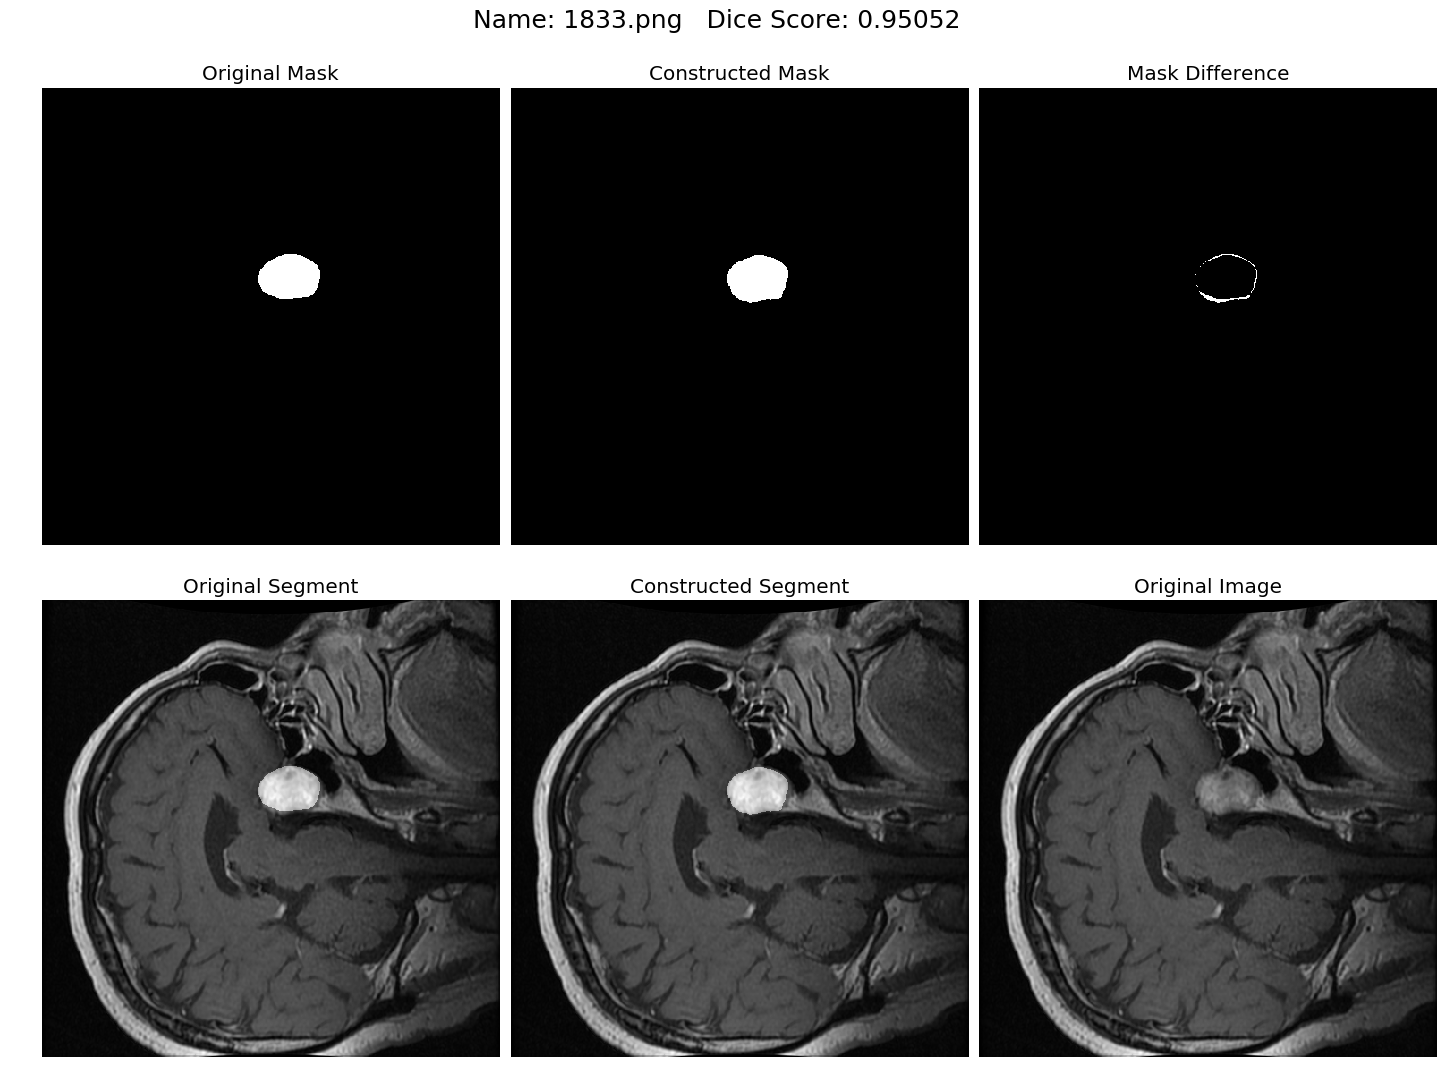 Name: 1833.png   Dice Score: 0.95052
Original Mask
Constructed Mask
Mask Difference
Original Segment
Constructed Segment
Original Image